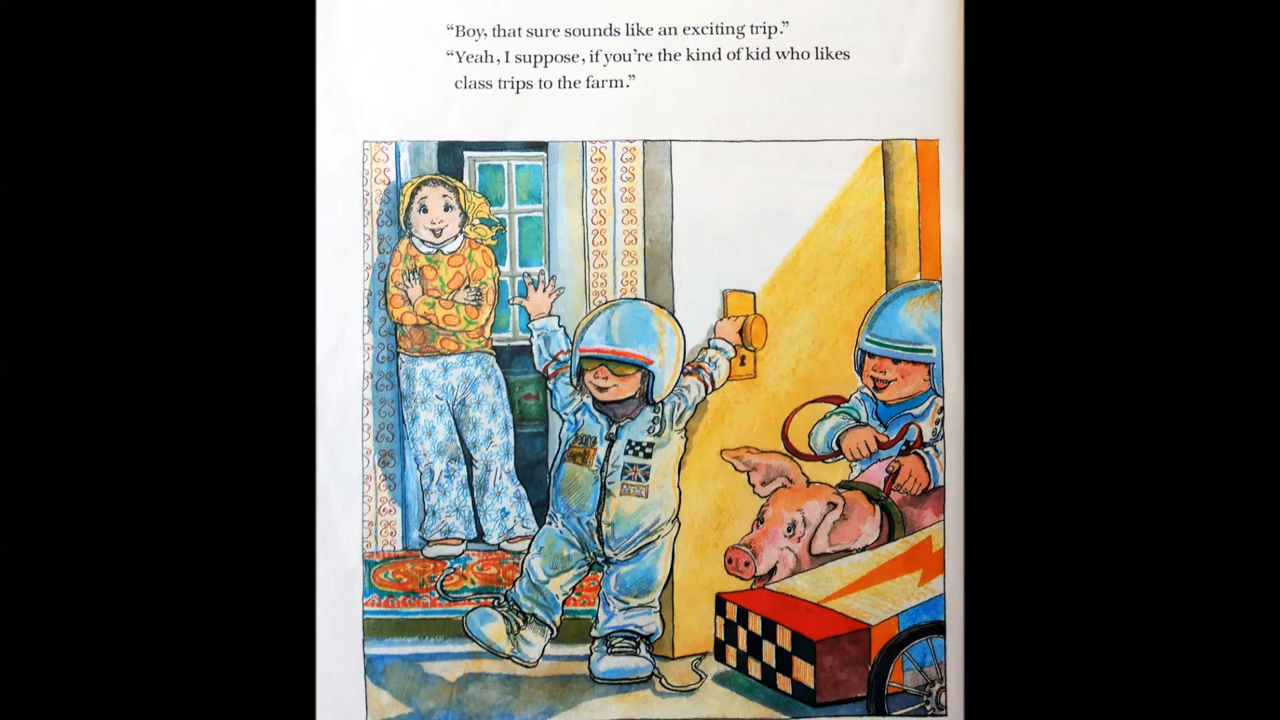 “Boy, that sure sounds like an exciting trip.”
“Yeah, I suppose, if you’re the kind of kid who likes
class trips to the farm.”